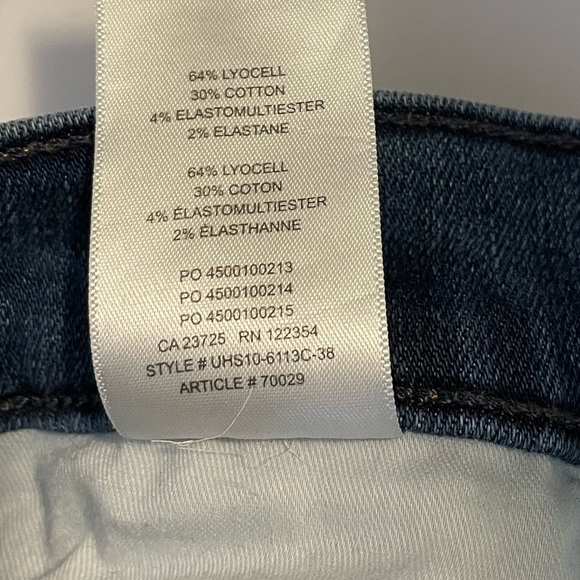 64% LYOCELL
30% COTTON
4% ELASTOMULTIESTER
2% ELASTANE
64% LYOCELL
30% COTON
4% ÉLASTOMULTIESTER
2% ÉLASTHANNE
PO 4500100213
PO 4500100214
PO 4500100215
CA 23725 RN 122354
STYLE # UHS10-6113C-38
ARTICLE # 70029